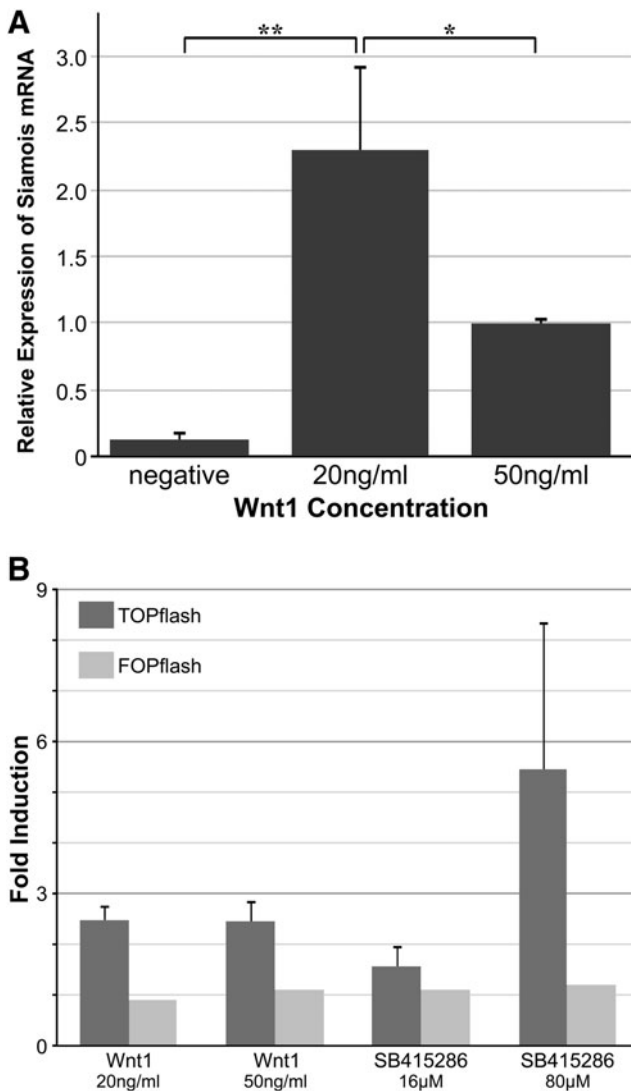 A
** *
Relative Expression of Siamois mRNA
3.0
2.5
2.0
1.5
1.0
0.5
0
negative 20ng/ml 50ng/ml
Wnt1 Concentration
B
Fold Induction
9
6
3
0
TOPflash
FOPflash
Wnt1 Wnt1 SB415286 SB415286
20ng/ml 50ng/ml 16μM 80μM